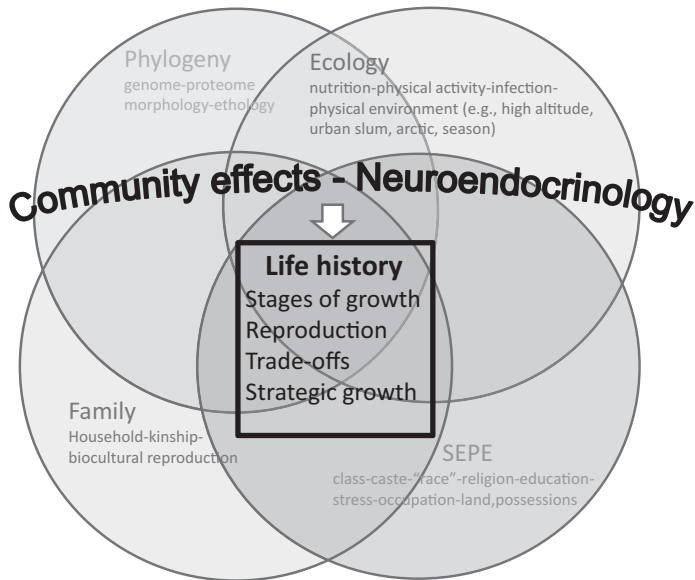 Phylogeny
genome-proteome
morphology-ethology
Ecology
nutrition-physical activity-infection-
physical environment (e.g., high altitude,
urban slum, arctic, season)
Community effects - Neuroendocrinology
Life history
Stages of growth
Reproduction
Trade-offs
Strategic growth
Family
Household-kinship-
biocultural reproduction
SEPE
class-caste-“race”-religion-education-
stress-occupation-land,possessions